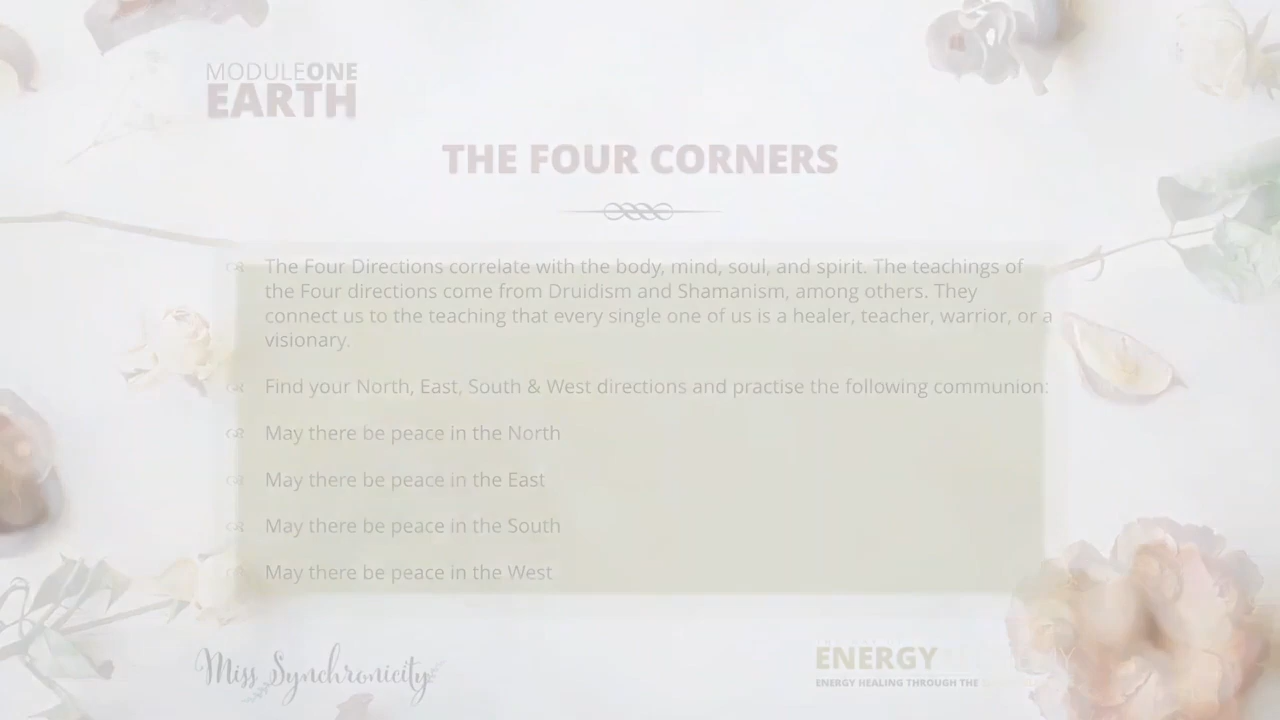 MODULEONE
EARTH
THE FOUR CORNERS
The Four Directions correlate with the body, mind, soul, and spirit. The teachings of
the Four directions come from Druidism and Shamanism, among others. They
connect us to the teaching that every single one of us is a healer, teacher, warrior, or a
visionary.
Find your North, East, South & West directions and practise the following communion:
May there be peace in the North
May there be peace in the East
May there be peace in the South
May there be peace in the West
Miss Synchronicity
ENERGY
ENERGY HEALING THROUGH THE